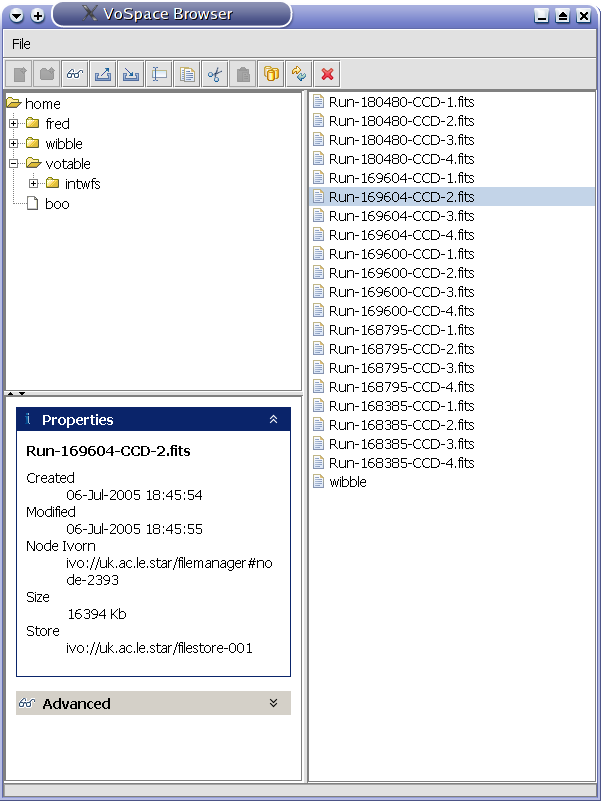 VoSpace Browser
File
home
fred
wibble
votable
intwfs
boo
Properties
Run-169604-CCD-2.fits
Created
06-Jul-2005 18:45:54
Modified
06-Jul-2005 18:45:55
Node Ivorn
ivo://uk.ac.le.star/filemanager#no
de-2393
Size
16394 Kb
Store
ivo://uk.ac.le.star/filestore-001
Advanced
Run-180480-CCD-1.fits
Run-180480-CCD-2.fits
Run-180480-CCD-3.fits
Run-180480-CCD-4.fits
Run-169604-CCD-1.fits
Run-169604-CCD-2.fits
Run-169604-CCD-3.fits
Run-169604-CCD-4.fits
Run-169600-CCD-1.fits
Run-169600-CCD-2.fits
Run-169600-CCD-3.fits
Run-169600-CCD-4.fits
Run-168795-CCD-1.fits
Run-168795-CCD-2.fits
Run-168795-CCD-3.fits
Run-168795-CCD-4.fits
Run-168385-CCD-1.fits
Run-168385-CCD-2.fits
Run-168385-CCD-3.fits
Run-168385-CCD-4.fits
wibble